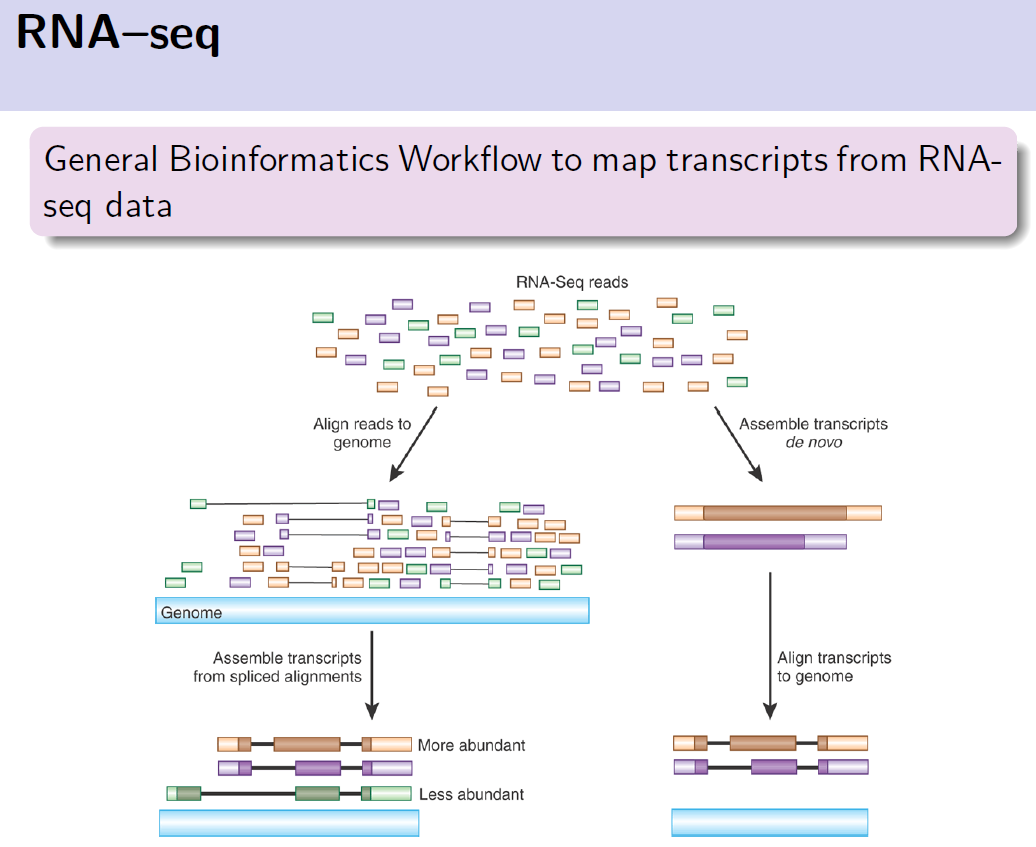 RNA–seq
General Bioinformatics Workflow to map transcripts from RNA-
seq data
RNA-Seq reads
Align reads to
genome
Assemble transcripts
de novo
Genome
Assemble transcripts
from spliced alignments
Align transcripts
to genome
More abundant
Less abundant